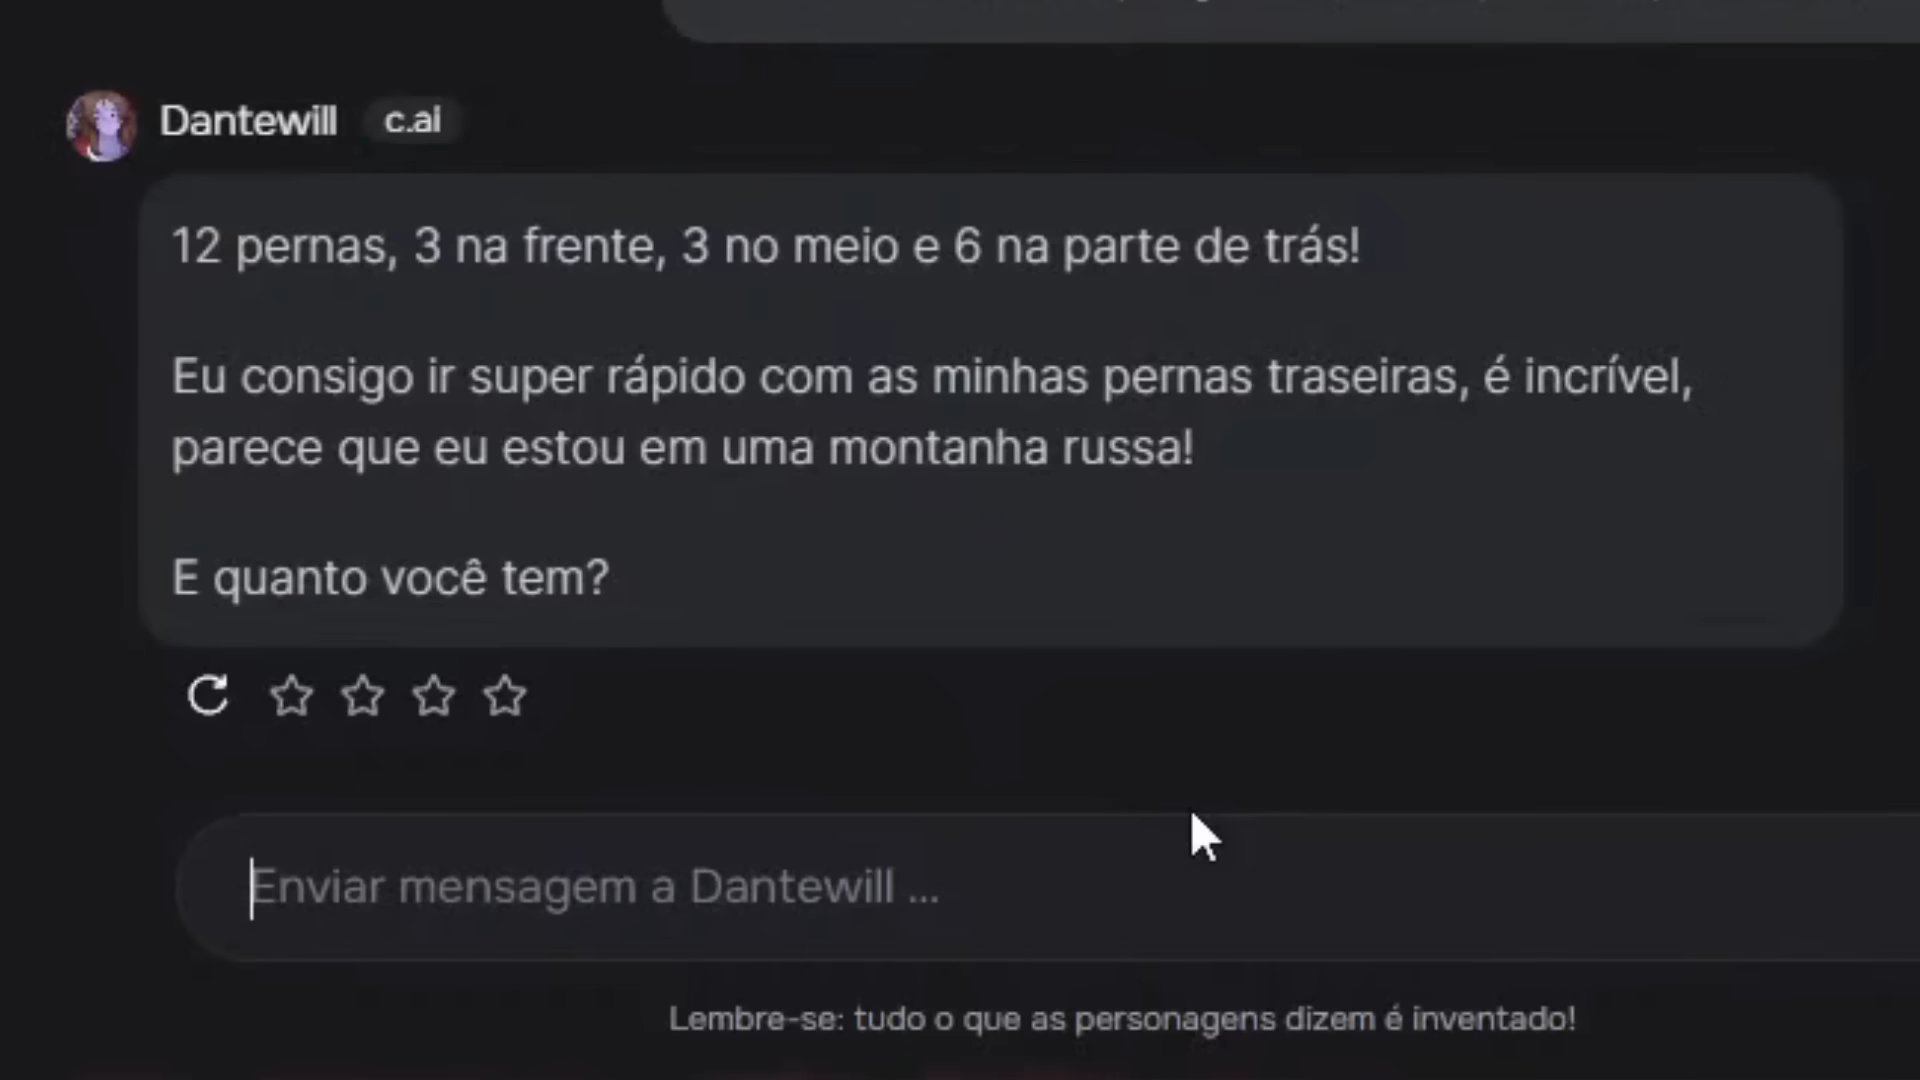 Dantewill c.ai
12 pernas, 3 na frente, 3 no meio e 6 na parte de trás!
Eu consigo ir super rápido com as minhas pernas traseiras, é incrível,
parece que eu estou em uma montanha russa!
E quanto você tem?
Enviar mensagem a Dantewill ...
Lembre-se: tudo o que as personagens dizem é inventado!